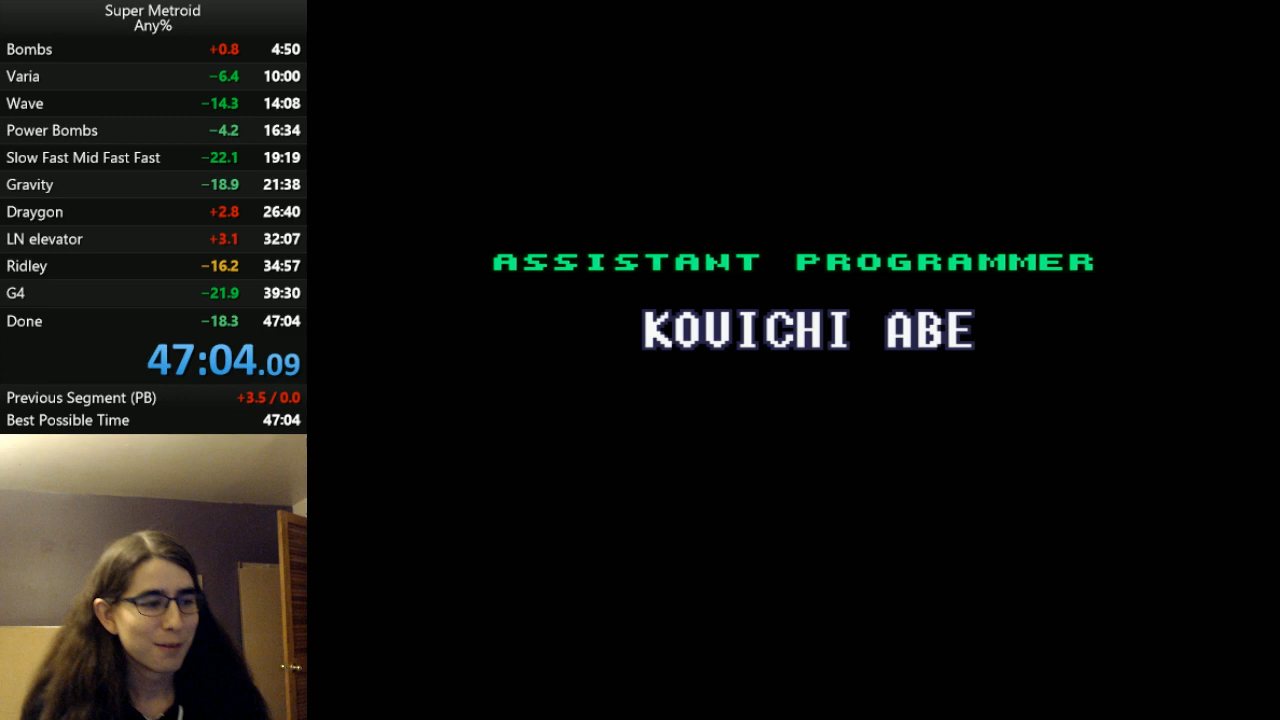 Super Metroid
Any%
Bombs +0.8 4:50
Varia −6.4 10:00
Wave −14.3 14:08
Power Bombs −4.2 16:34
Slow Fast Mid Fast Fast −22.1 19:19
Gravity −18.9 21:38
Draygon +2.8 26:40
LN elevator +3.1 32:07
Ridley −16.2 34:57
G4 −21.9 39:30
Done −18.3 47:04
47:04.09
Previous Segment (PB) +3.5 / 0.0
Best Possible Time 47:04
ASSISTANT PROGRAMMER
KOUICHI ABE